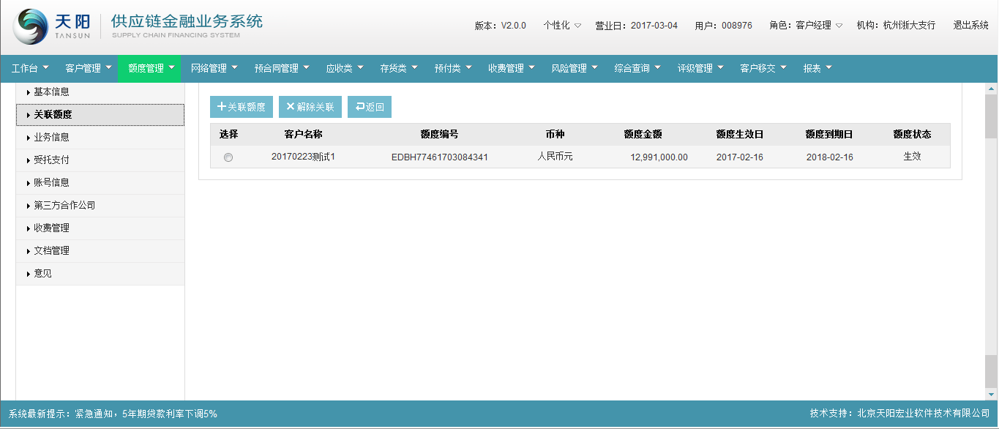 天阳 供应链金融业务系统
TANSUN SUPPLY CHAIN FINANCING SYSTEM
版本：V2.0.0 个性化 营业日：2017-03-04 用户：008976 角色：客户经理 机构：杭州浙大支行 退出系统
工作台 客户管理 额度管理 网络管理 预合同管理 应收类 存货类 预付类 收费管理 风险管理 综合查询 评级管理 客户移交 报表
基本信息
关联额度
业务信息
受托支付
账号信息
第三方合作公司
收费管理
文档管理
意见
关联额度 解除关联 返回
选择 客户名称 额度编号 币种 额度金额 额度生效日 额度到期日 额度状态
20170223测试1 EDBH77461703084341 人民币元 12,991,000.00 2017-02-16 2018-02-16 生效
系统最新提示：紧急通知，5年期贷款利率下调5% 技术支持：北京天阳宏业软件技术有限公司